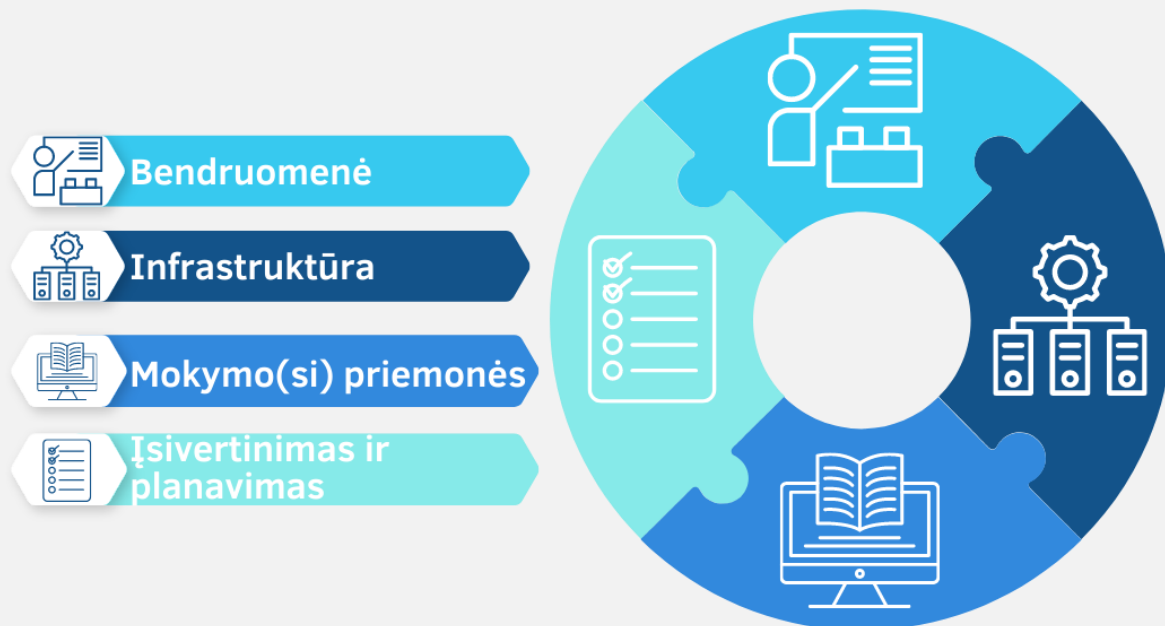 Bendruomenė
Infrastruktūra
Mokymo(si) priemonės
Įsivertinimas ir
planavimas